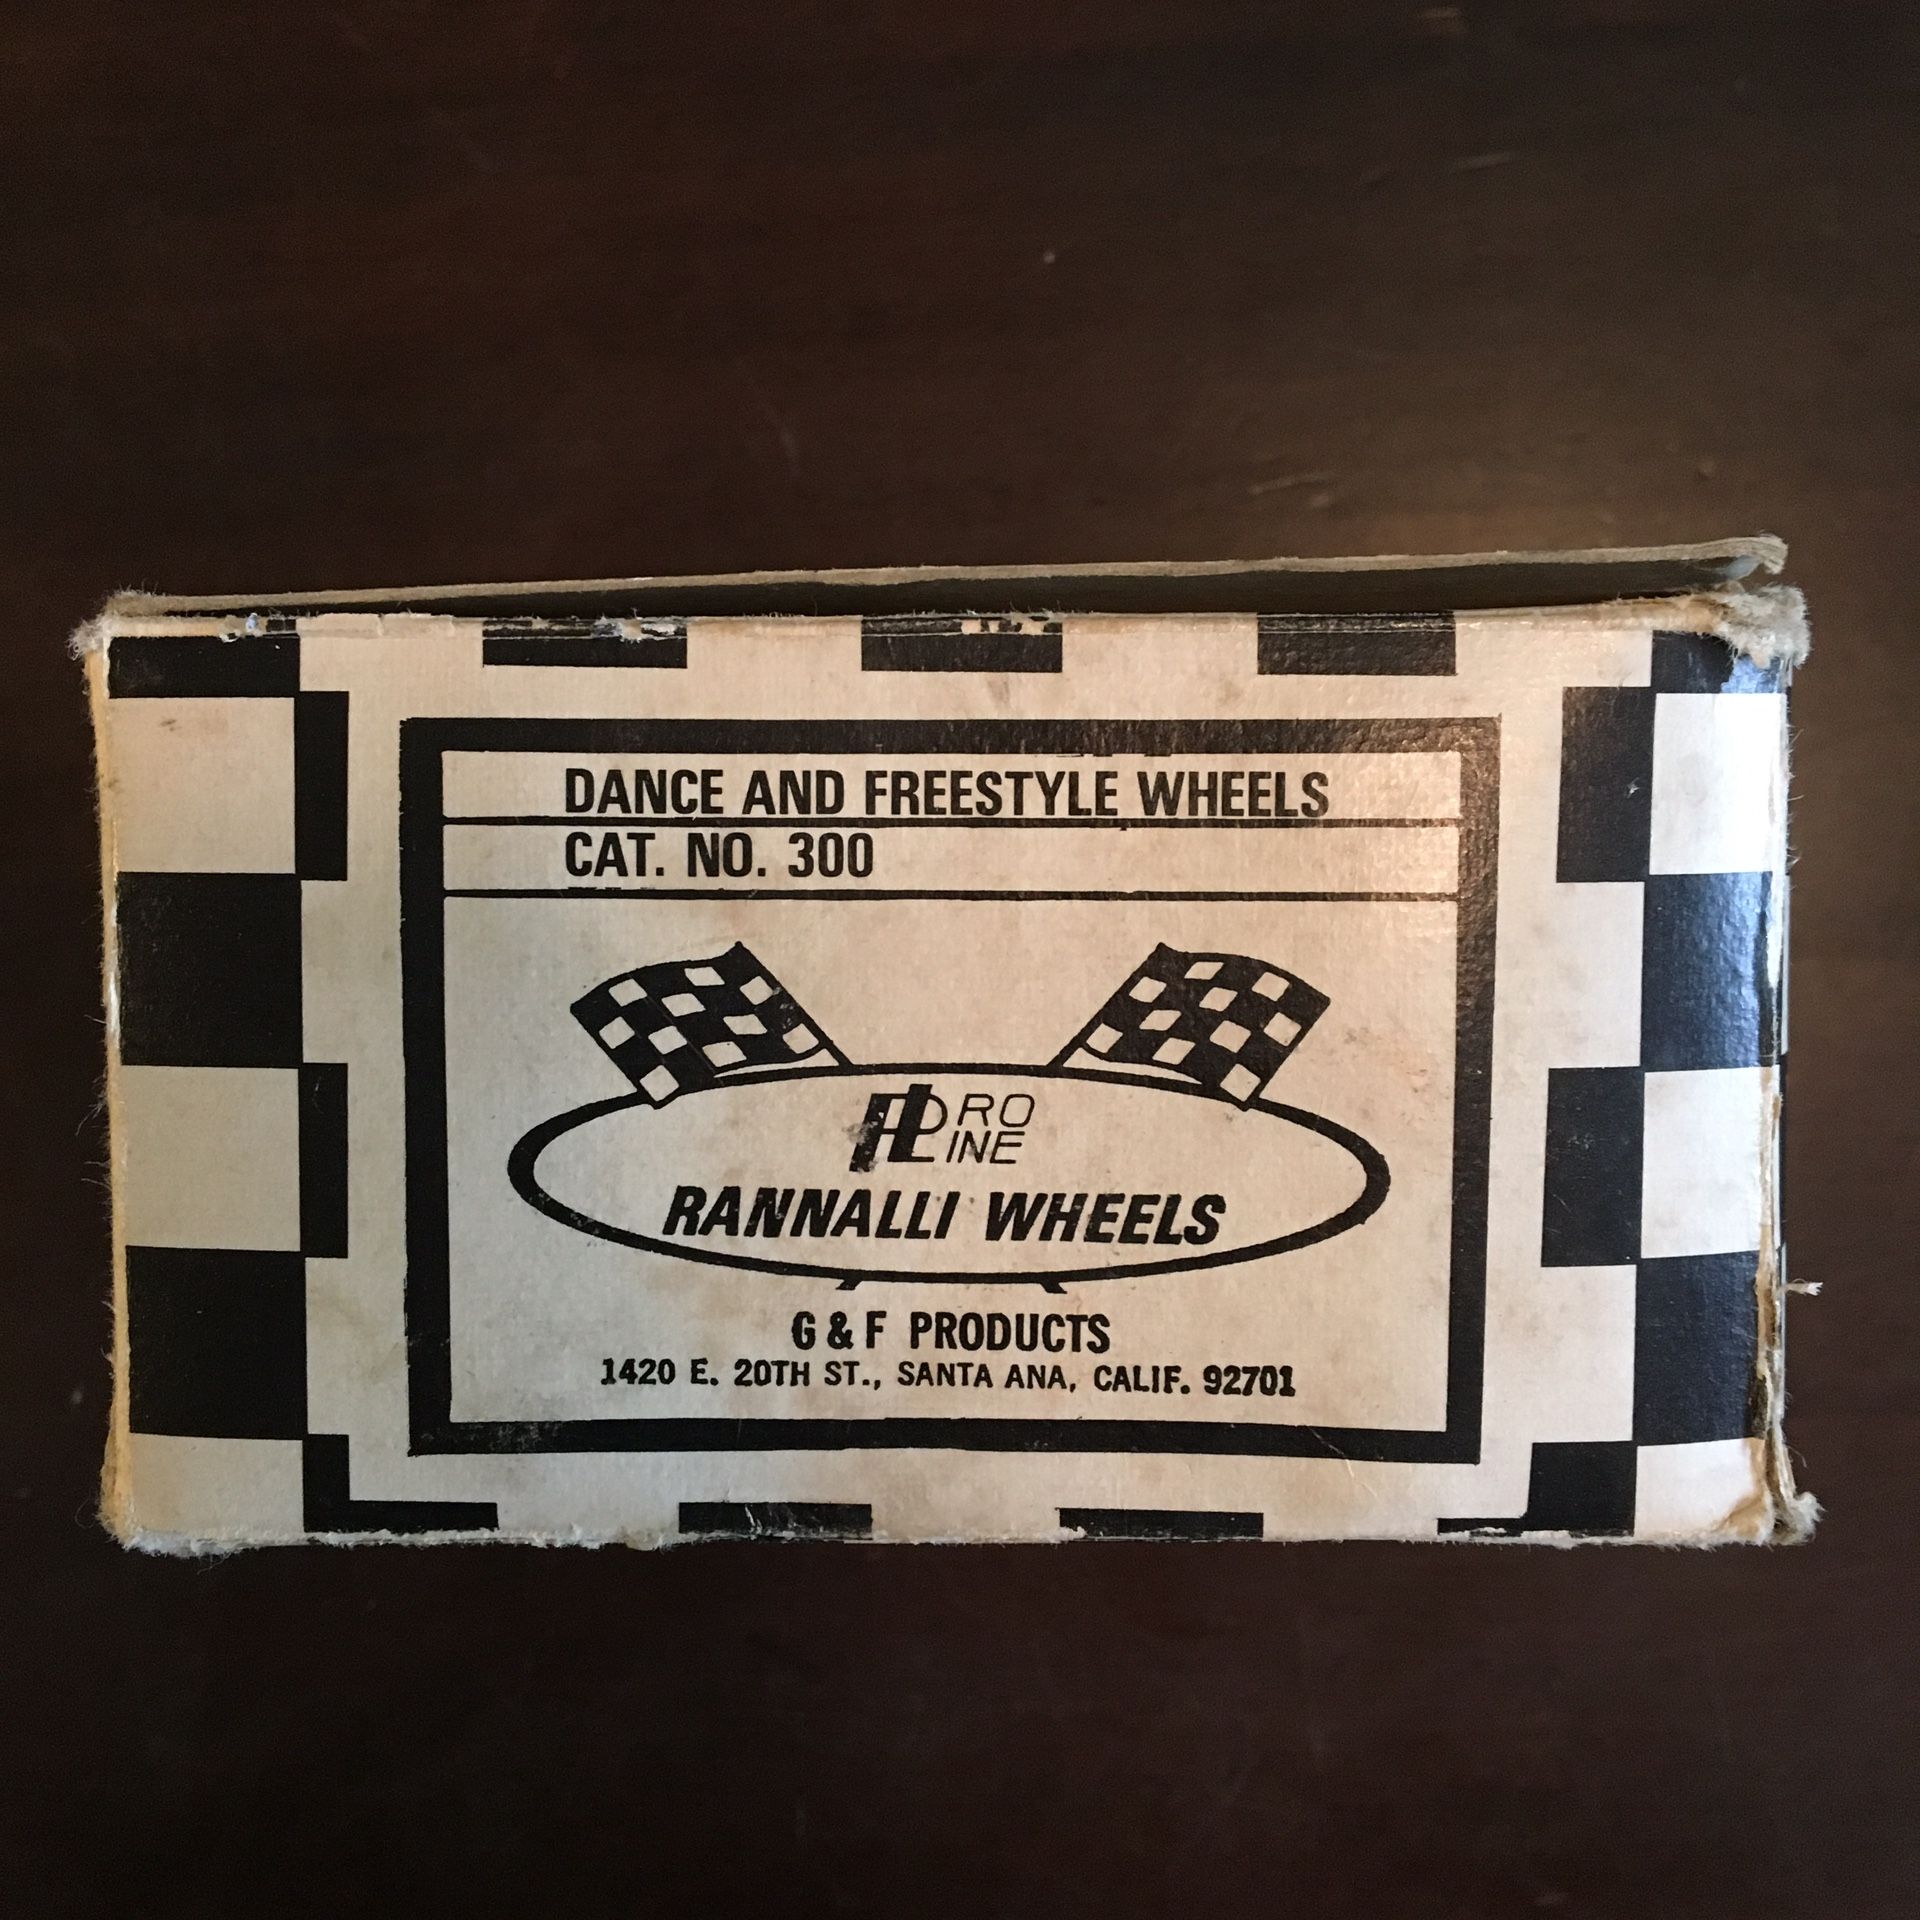 DANCE AND FREESTYLE WHEELS
CAT. NO. 300
PRO
LINE
RANNALLI WHEELS
G & F PRODUCTS
1420 E. 20TH ST., SANTA ANA, CALIF. 92701